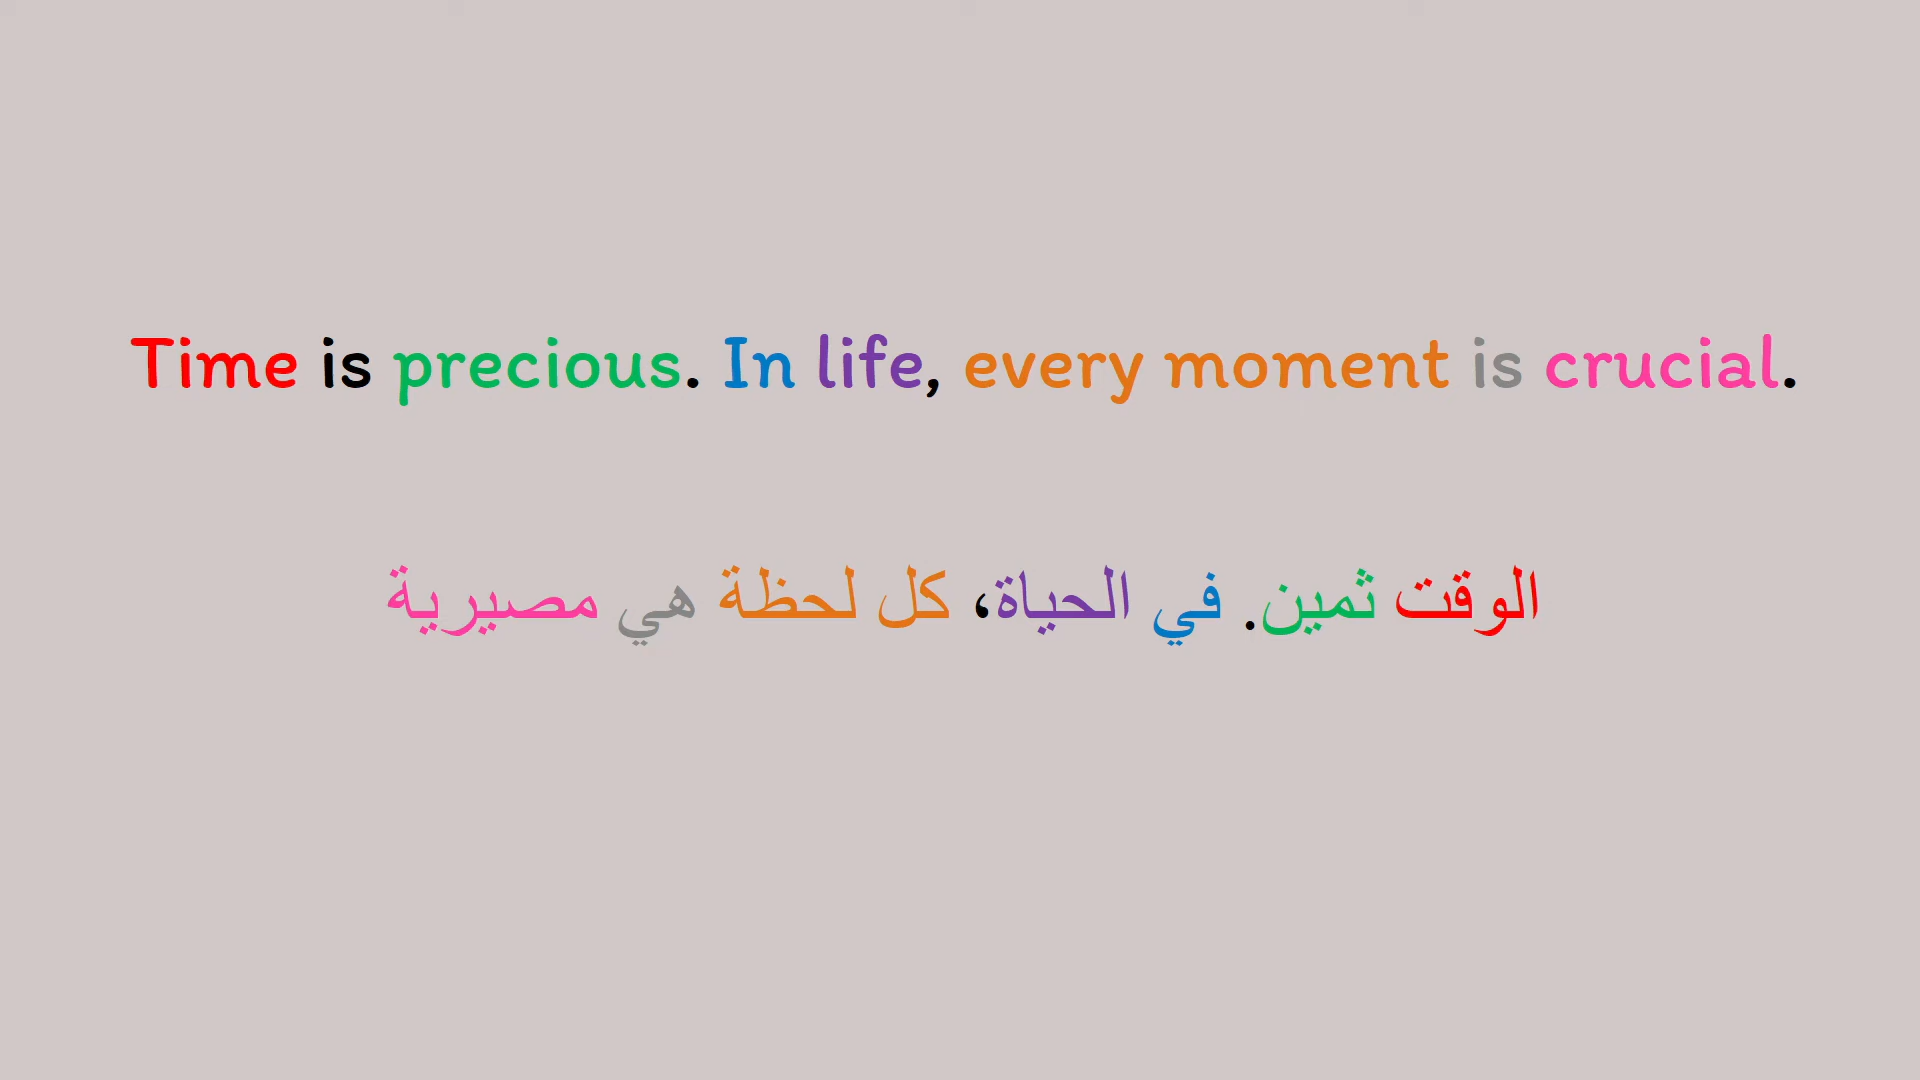 Time is precious. In life, every moment is crucial.
الوقت ثمين. في الحياة، كل لحظة هي مصيرية